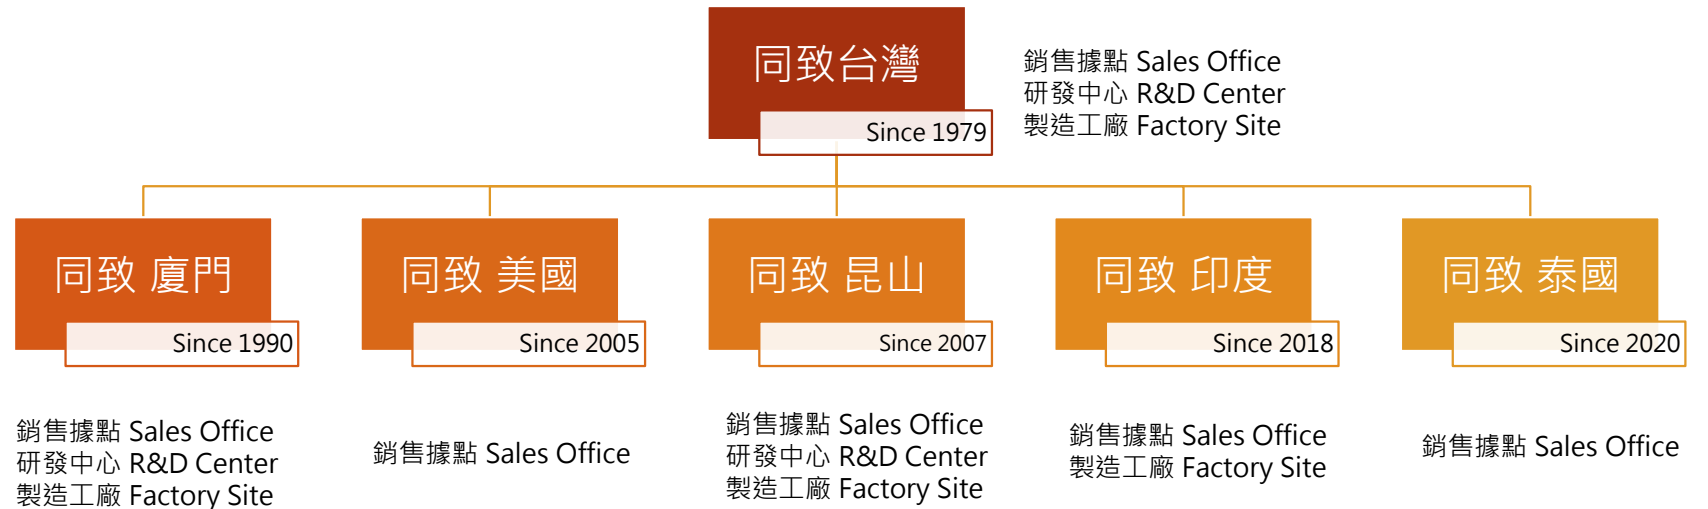 同致台灣
Since 1979
銷售據點 Sales Office
研發中心 R&D Center
製造工廠 Factory Site
同致 廈門
Since 1990
銷售據點 Sales Office
研發中心 R&D Center
製造工廠 Factory Site
同致 美國
Since 2005
銷售據點 Sales Office
同致 昆山
Since 2007
銷售據點 Sales Office
研發中心 R&D Center
製造工廠 Factory Site
同致 印度
Since 2018
銷售據點 Sales Office
製造工廠 Factory Site
同致 泰國
Since 2020
銷售據點 Sales Office